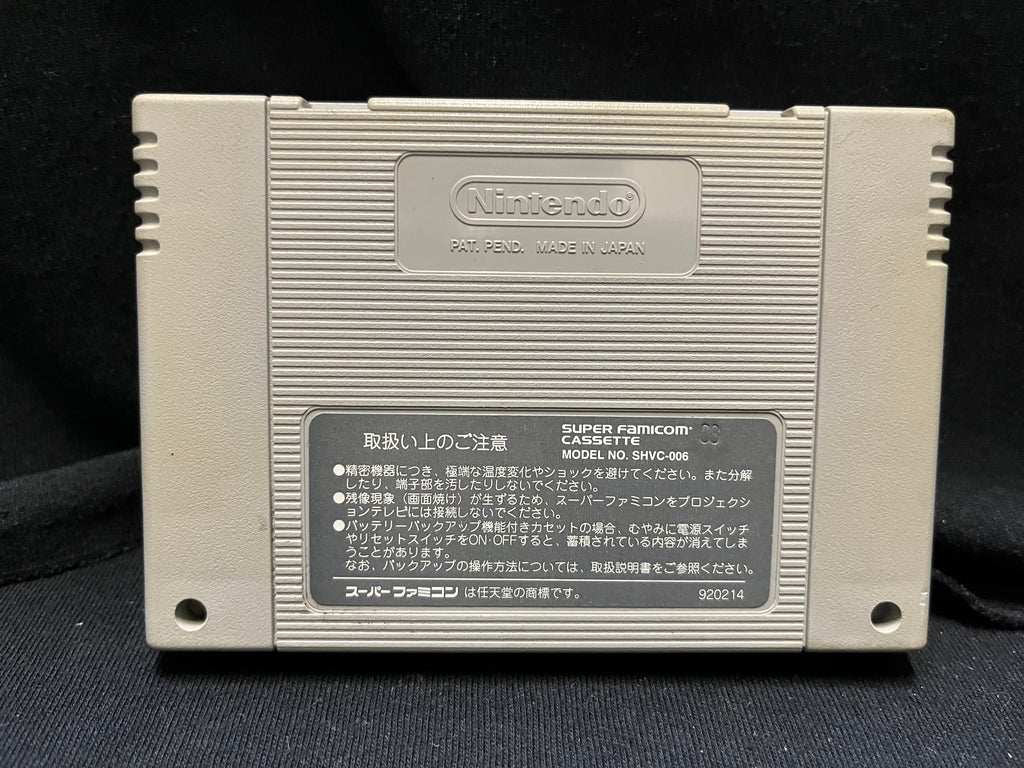 Nintendo®
PAT. PEND. MADE IN JAPAN
取扱い上のご注意
SUPER FAMICOM
CASSETTE
MODEL NO. SHVC-006
●精密機器につき、極端な温度変化やショックを避けてください。また分解
したり、端子部を汚したりしないでください。
●残像現象（画面焼け）が生ずるため、スーパーファミコンをプロジェクシ
ョンテレビには接続しないでください。
●バッテリーバックアップ機能付きカセットの場合、むやみに電源スイッチ
やリセットスイッチをON・OFFすると、蓄積されている内容が消えてしま
うことがあります。
なお、バックアップの操作方法については、取扱説明書をご参照ください。
スーパーファミコン は任天堂の商標です。
920214